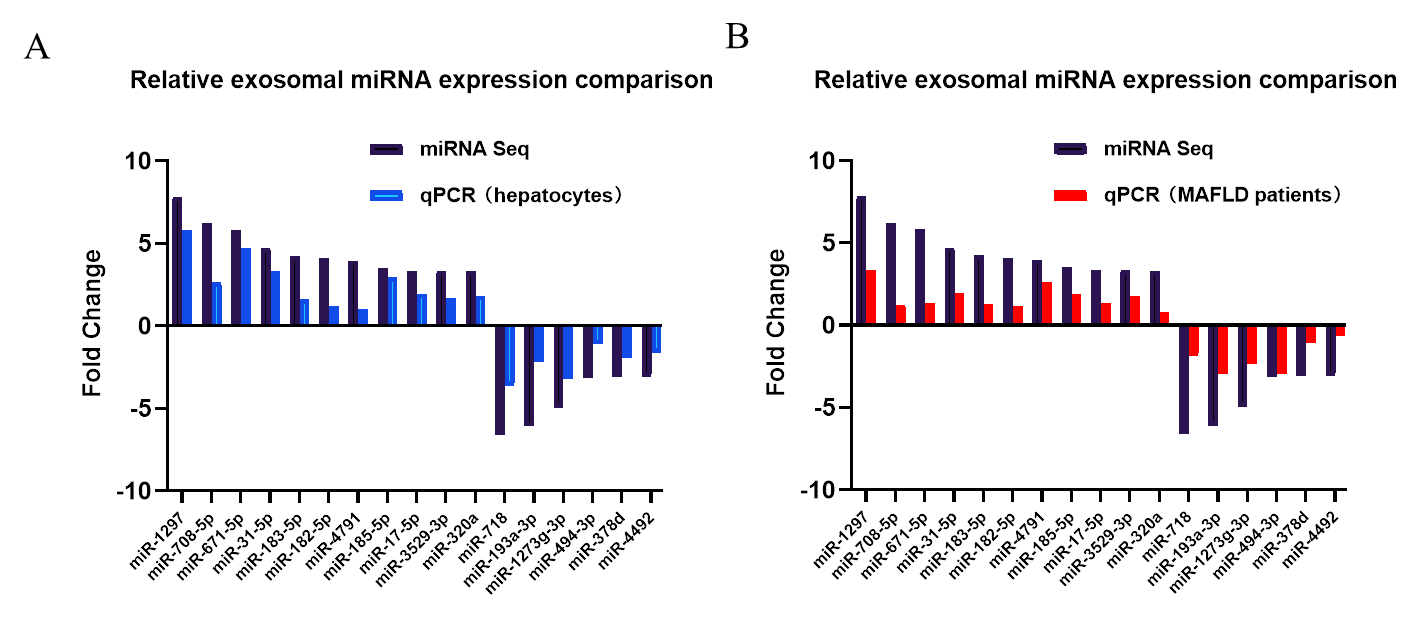 A
Relative exosomal miRNA expression comparison
miRNA Seq
qPCR（hepatocytes）
Fold Change
10
5
0
-5
-10
miR-1297
miR-708-5p
miR-671-5p
miR-31-5p
miR-183-5p
miR-182-5p
miR-4791
miR-185-5p
miR-17-5p
miR-3529-3p
miR-320a
miR-718
miR-193a-3p
miR-1273g-3p
miR-494-3p
miR-378d
miR-4492
B
Relative exosomal miRNA expression comparison
miRNA Seq
qPCR（MAFLD patients）
Fold Change
10
5
0
-5
-10
miR-1297
miR-708-5p
miR-671-5p
miR-31-5p
miR-183-5p
miR-182-5p
miR-4791
miR-185-5p
miR-17-5p
miR-3529-3p
miR-320a
miR-718
miR-193a-3p
miR-1273g-3p
miR-494-3p
miR-378d
miR-4492